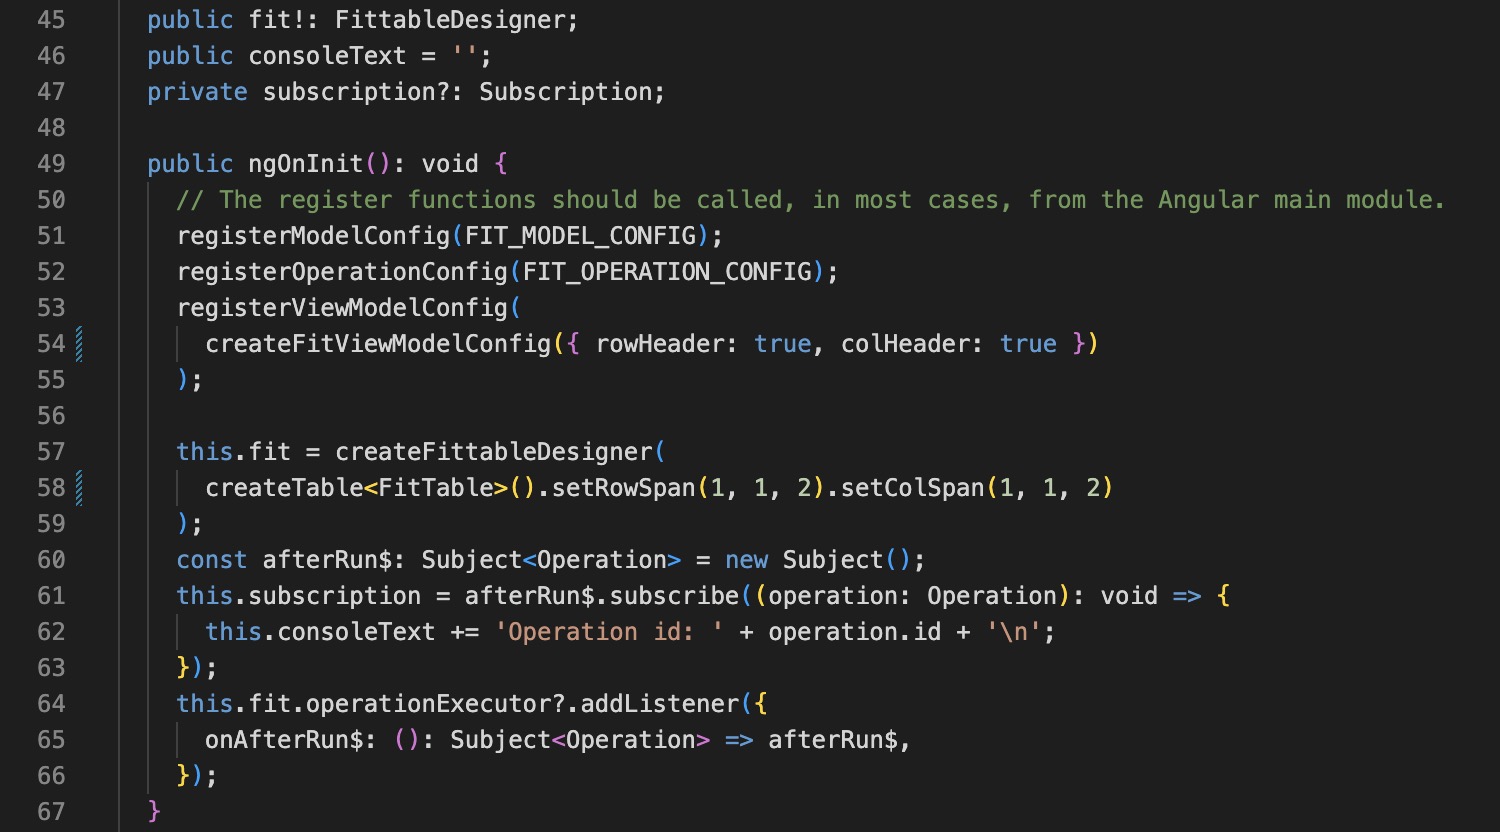 45 public fit!: FittableDesigner;
46 public consoleText = '';
47 private subscription?: Subscription;
48
49 public ngOnInit(): void {
50 // The register functions should be called, in most cases, from the Angular main module.
51 registerModelConfig(FIT_MODEL_CONFIG);
52 registerOperationConfig(FIT_OPERATION_CONFIG);
53 registerViewModelConfig(
54 createFitViewModelConfig({ rowHeader: true, colHeader: true })
55 );
56
57 this.fit = createFittableDesigner(
58 createTable<FitTable>().setRowSpan(1, 1, 2).setColSpan(1, 1, 2)
59 );
60 const afterRun$: Subject<Operation> = new Subject();
61 this.subscription = afterRun$.subscribe((operation: Operation): void => {
62 this.consoleText += 'Operation id: ' + operation.id + '\n';
63 });
64 this.fit.operationExecutor?.addListener({
65 onAfterRun$: (): Subject<Operation> => afterRun$,
66 });
67 }